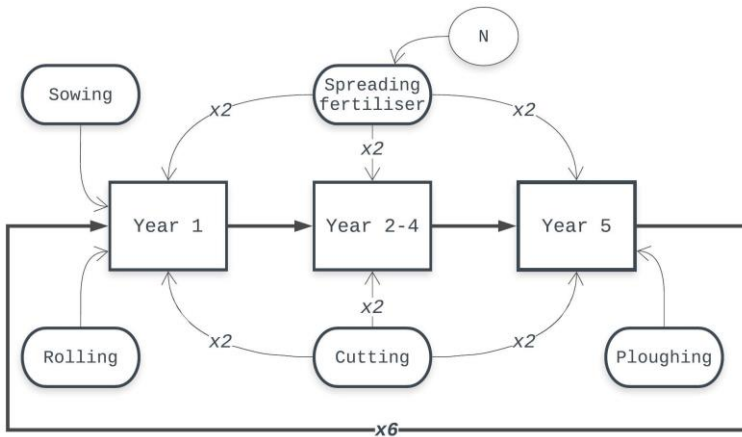 N
Sowing
Spreading
fertiliser
x2
x2
x2
Year 1
Year 2-4
Year 5
x2
x2
x2
Rolling
Cutting
Ploughing
x6